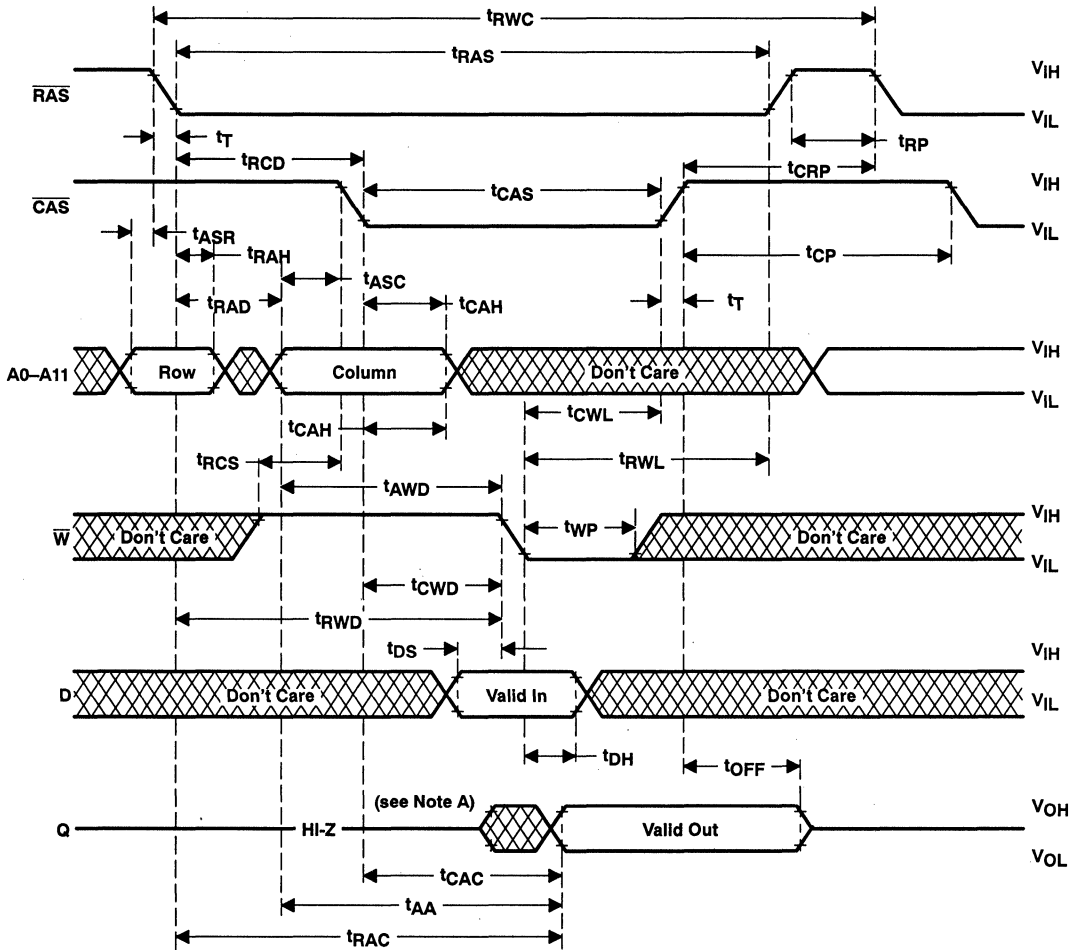 tRWC
tRAS
RAS
VIH
VIL
tT
tRP
tRCD
tCRP
CAS
tCAS
VIH
VIL
tASR
tRAH
tCP
tASC
tRAD
tCAH
tT
A0–A11
Row
Column
Don't Care
VIH
VIL
tCWL
tCAH
tRCS
tRWL
tAWD
W
Don't Care
tWP
Don't Care
VIH
VIL
tCWD
tRWD
tDS
D
Don't Care
Valid In
Don't Care
VIH
VIL
tDH
tOFF
(see Note A)
Q
HI-Z
Valid Out
VOH
VOL
tCAC
tAA
tRAC